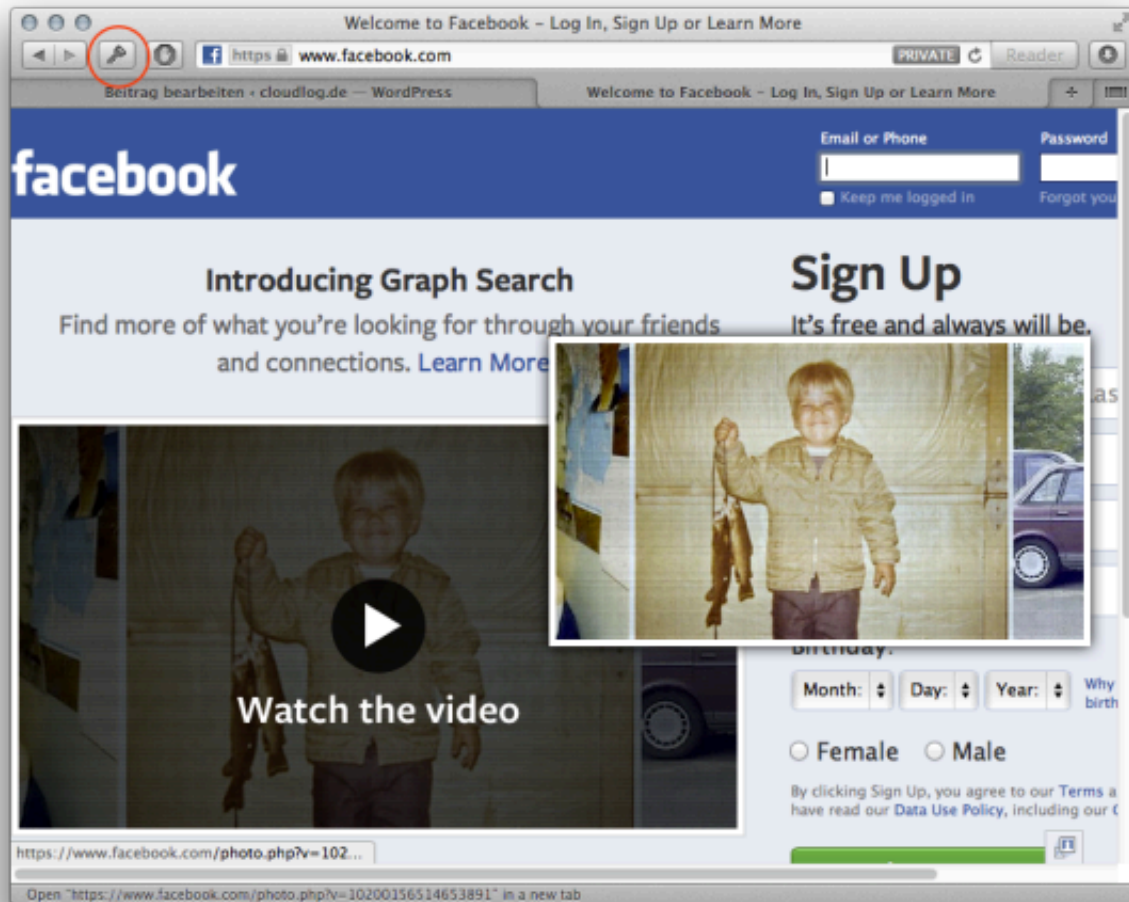 Welcome to Facebook – Log In, Sign Up or Learn More
https www.facebook.com PRIVATE Reader
Beitrag bearbeiten ‹ cloudlog.de — WordPress
Welcome to Facebook – Log In, Sign Up or Learn More
facebook
Email or Phone
Password
Keep me logged in
Forgot you
Introducing Graph Search
Find more of what you're looking for through your friends
and connections. Learn More
Sign Up
It's free and always will be.
as
Watch the video
Birthday:
Month: Day: Year:
Why
birth
Female Male
By clicking Sign Up, you agree to our Terms a
have read our Data Use Policy, including our
https://www.facebook.com/photo.php?v=102...
Open "https://www.facebook.com/photo.php?v=10200156514653891" in a new tab